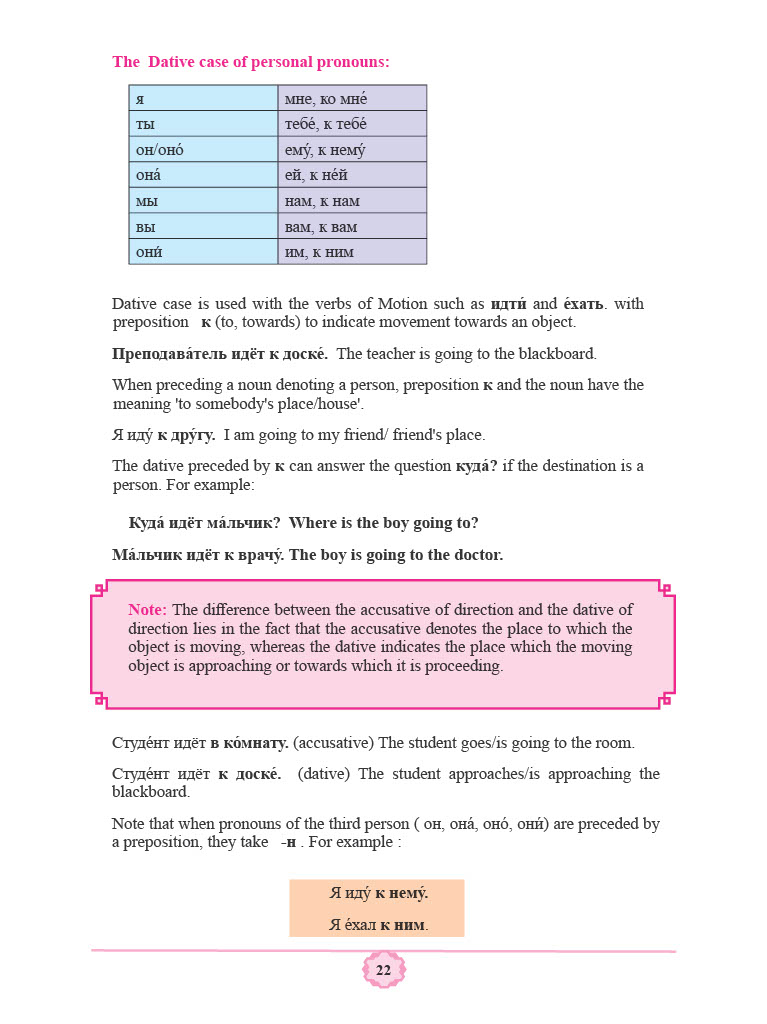 The Dative case of personal pronouns:
я мне, ко мне́
ты тебе́, к тебе́
он/оно́ ему́, к нему́
она́ ей, к не́й
мы нам, к нам
вы вам, к вам
они́ им, к ним
Dative case is used with the verbs of Motion such as идти́ and е́хать. with
preposition к (to, towards) to indicate movement towards an object.
Преподава́тель идёт к доске́. The teacher is going to the blackboard.
When preceding a noun denoting a person, preposition к and the noun have the
meaning 'to somebody's place/house'.
Я иду́ к дру́гу. I am going to my friend/ friend's place.
The dative preceded by к can answer the question куда́? if the destination is a
person. For example:
Куда́ идёт ма́льчик? Where is the boy going to?
Ма́льчик идёт к врачу́. The boy is going to the doctor.
Note: The difference between the accusative of direction and the dative of
direction lies in the fact that the accusative denotes the place to which the
object is moving, whereas the dative indicates the place which the moving
object is approaching or towards which it is proceeding.
Студе́нт идёт в ко́мнату. (accusative) The student goes/is going to the room.
Студе́нт идёт к доске́. (dative) The student approaches/is approaching the
blackboard.
Note that when pronouns of the third person ( он, она́, оно́, они́) are preceded by
a preposition, they take -н . For example :
Я иду́ к нему́.
Я е́хал к ним.
22